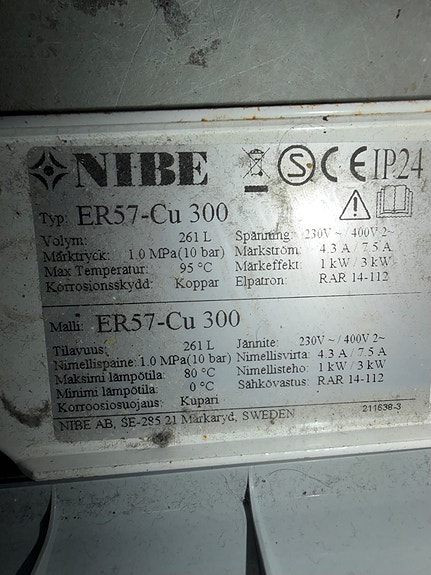 NIBE S CE IP24
Typ: ER57-Cu 300
Volym: 261 L Spänning: 230V ~ / 400V 2~
Märktryck: 1.0 MPa(10 bar) Märkström: 4.3 A / 7.5 A
Max Temperatur: 95 °C Märkeffekt: 1 kW / 3 kW
Korrosionsskydd: Koppar Elpatron: RAR 14-112
Malli: ER57-Cu 300
Tilavuus: 261 L Jännite: 230V ~ / 400V 2~
Nimellispaine: 1.0 MPa(10 bar) Nimellisvirta: 4.3 A / 7.5 A
Maksimi lämpötila: 80 °C Nimellisteho: 1 kW / 3 kW
Minimi lämpötila: 0 °C Sähkövastus: RAR 14-112
Korroosiosuojaus: Kupari
NIBE AB, SE-285 21 Markaryd, SWEDEN 211638-3